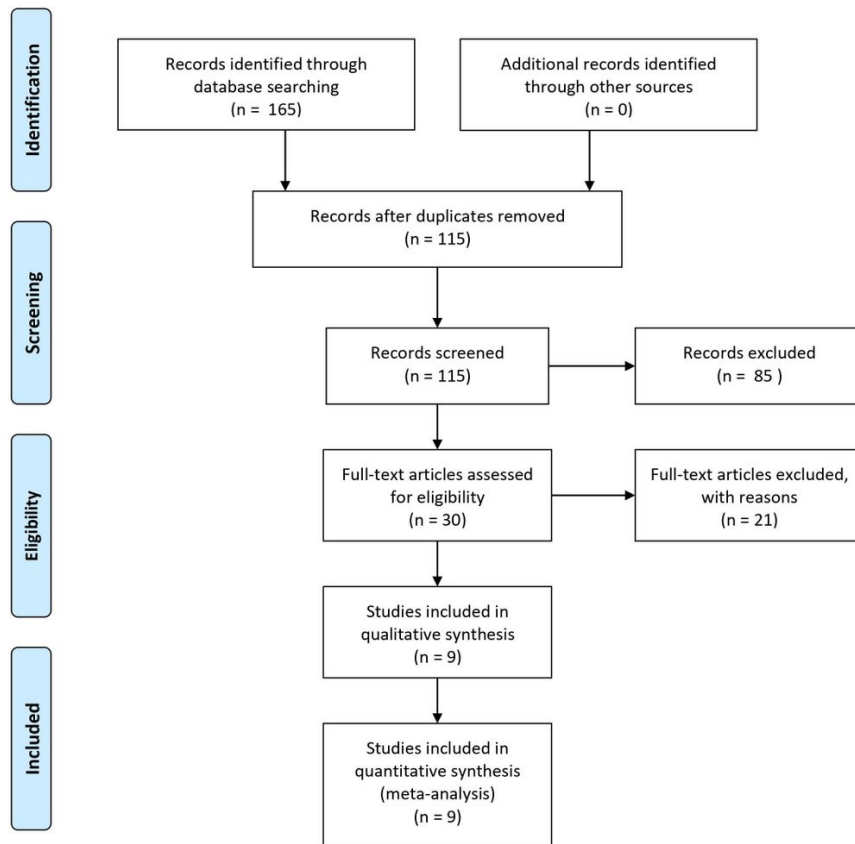 Identification
Records identified through
database searching
(n =  165)
Additional records identified
through other sources
(n = 0)
Records after duplicates removed
(n = 115)
Screening
Records screened
(n = 115)
Records excluded
(n =  85 )
Eligibility
Full-text articles assessed
for eligibility
(n = 30)
Full-text articles excluded,
with reasons
(n = 21)
Studies included in
qualitative synthesis
(n = 9)
Included
Studies included in
quantitative synthesis
(meta-analysis)
(n = 9)